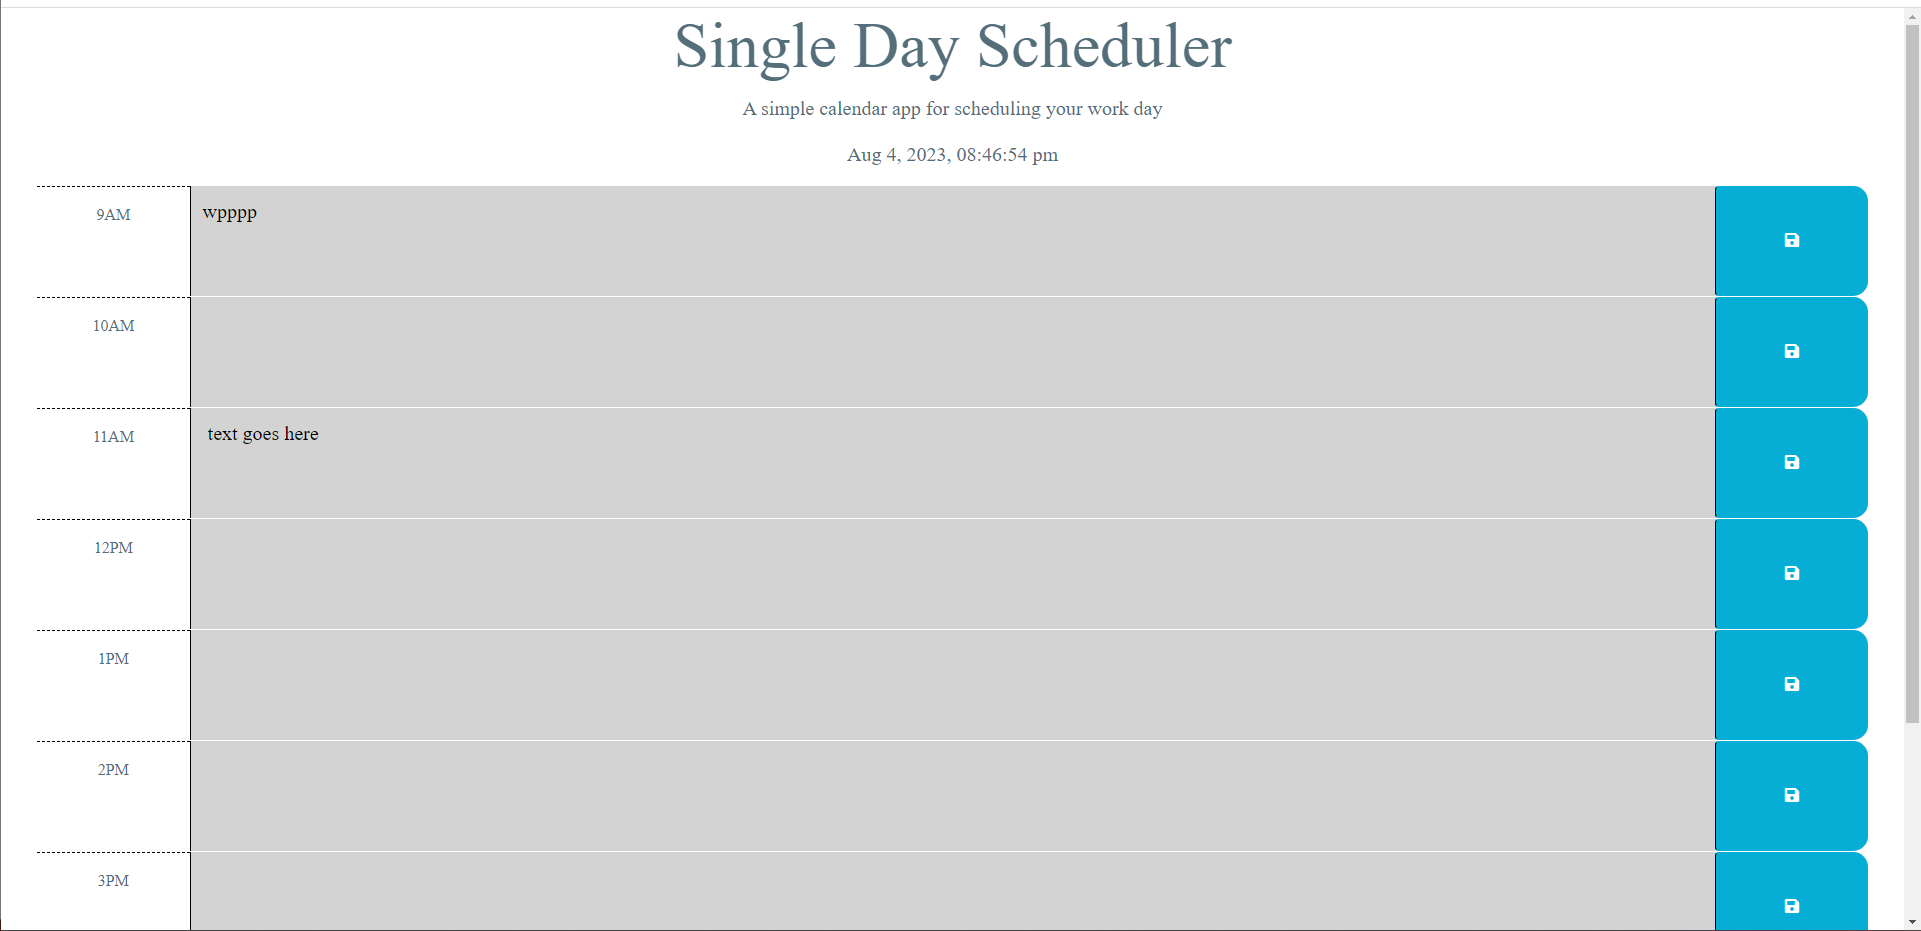 Single Day Scheduler
A simple calendar app for scheduling your work day
Aug 4, 2023, 08:46:54 pm
9AM wpppp
10AM
11AM text goes here
12PM
1PM
2PM
3PM